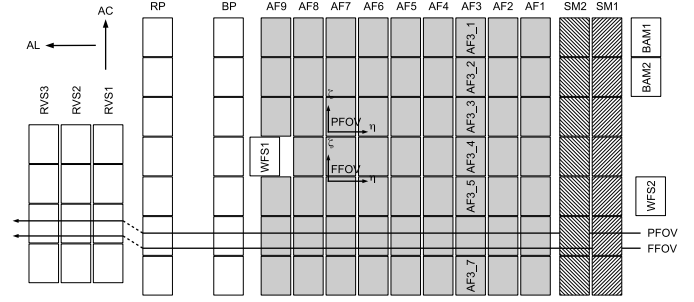 RP BP AF9 AF8 AF7 AF6 AF5 AF4 AF3 AF2 AF1 SM2 SM1
AC
AL
RVS3 RVS2 RVS1
AF3_1
AF3_2
AF3_3
AF3_4
AF3_5
AF3_7
BAM1
BAM2
ζ
PFOV η
ζ
FFOV η
WFS1
WFS2
PFOV
FFOV